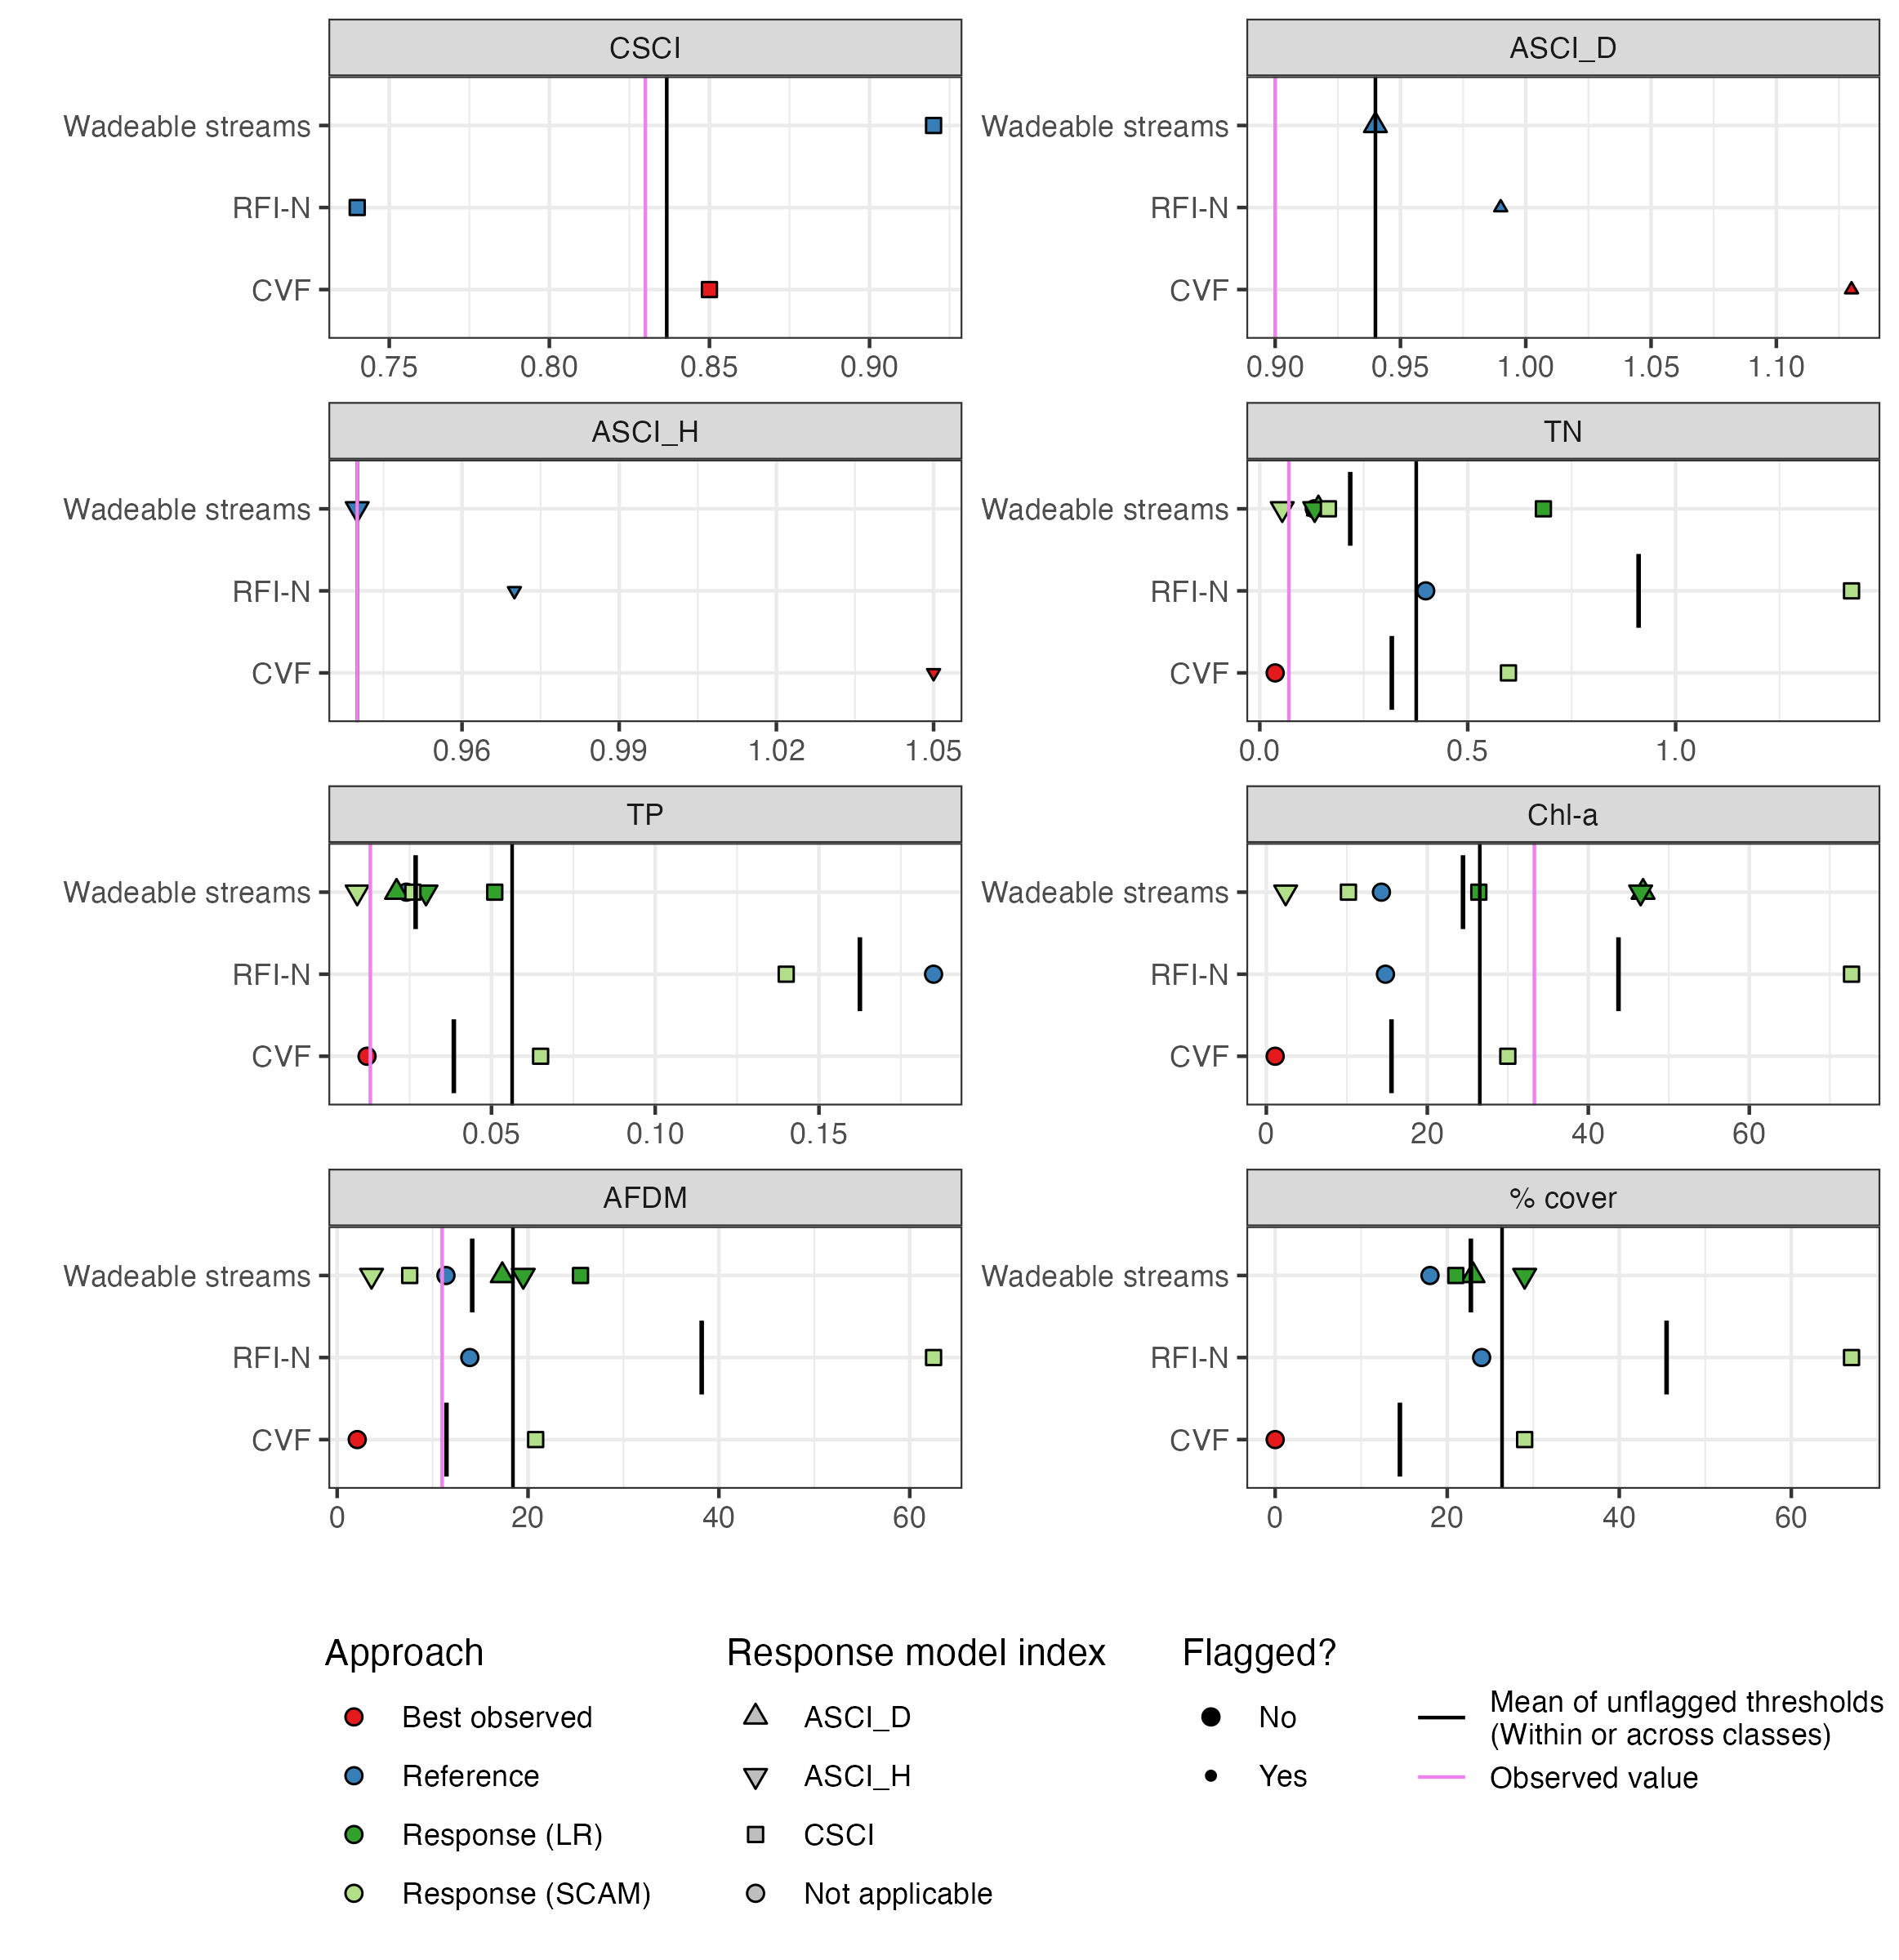 CSCI
ASCI_D
Wadeable streams
RFI-N
CVF
0.75 0.80 0.85 0.90
Wadeable streams
RFI-N
CVF
0.90 0.95 1.00 1.05 1.10
ASCI_H
TN
Wadeable streams
RFI-N
CVF
0.96 0.99 1.02 1.05
Wadeable streams
RFI-N
CVF
0.0 0.5 1.0
TP
Chl-a
Wadeable streams
RFI-N
CVF
0.05 0.10 0.15
Wadeable streams
RFI-N
CVF
0 20 40 60
AFDM
% cover
Wadeable streams
RFI-N
CVF
0 20 40 60
Wadeable streams
RFI-N
CVF
0 20 40 60
Approach
Best observed
Reference
Response (LR)
Response (SCAM)
Response model index
ASCI_D
ASCI_H
CSCI
Not applicable
Flagged?
No
Yes
Mean of unflagged thresholds
(Within or across classes)
Observed value